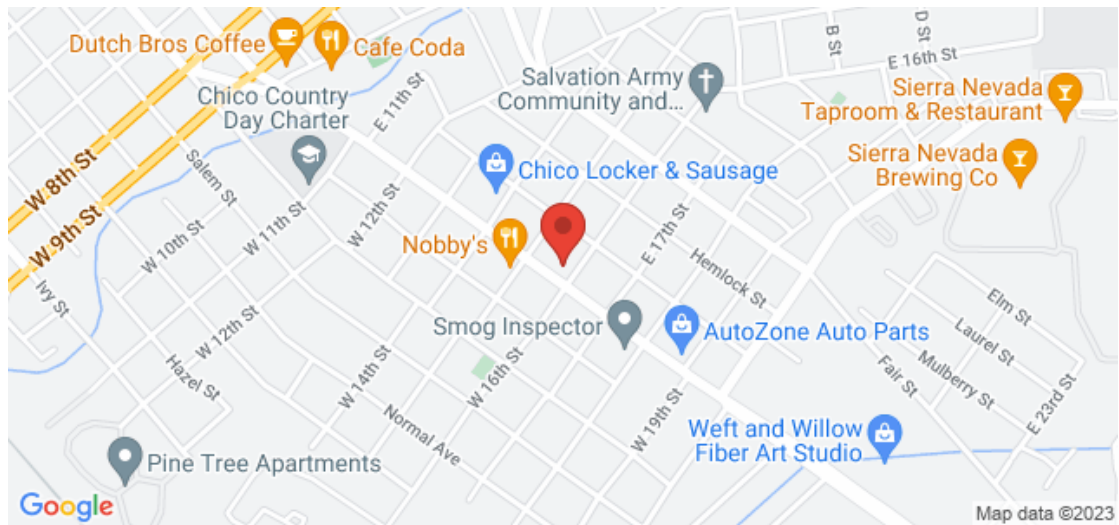 Dutch Bros Coffee
Cafe Coda
B St
D St
E 16th St
Salvation Army
Community and...
Sierra Nevada
Taproom & Restaurant
Chico Country
Day Charter
E 11th St
W 8th St
Salem St
W 12th St
Chico Locker & Sausage
Sierra Nevada
Brewing Co
W 9th St
W 10th St
W 11th St
Nobby's
E 17th St
Hemlock St
Ivy St
Elm St
W 12th St
Smog Inspector
AutoZone Auto Parts
Laurel St
Hazel St
W 14th St
W 16th St
Fair St
Mulberry St
E 23rd St
Normal Ave
W 19th St
Weft and Willow
Fiber Art Studio
Pine Tree Apartments
Google
Map data ©2023